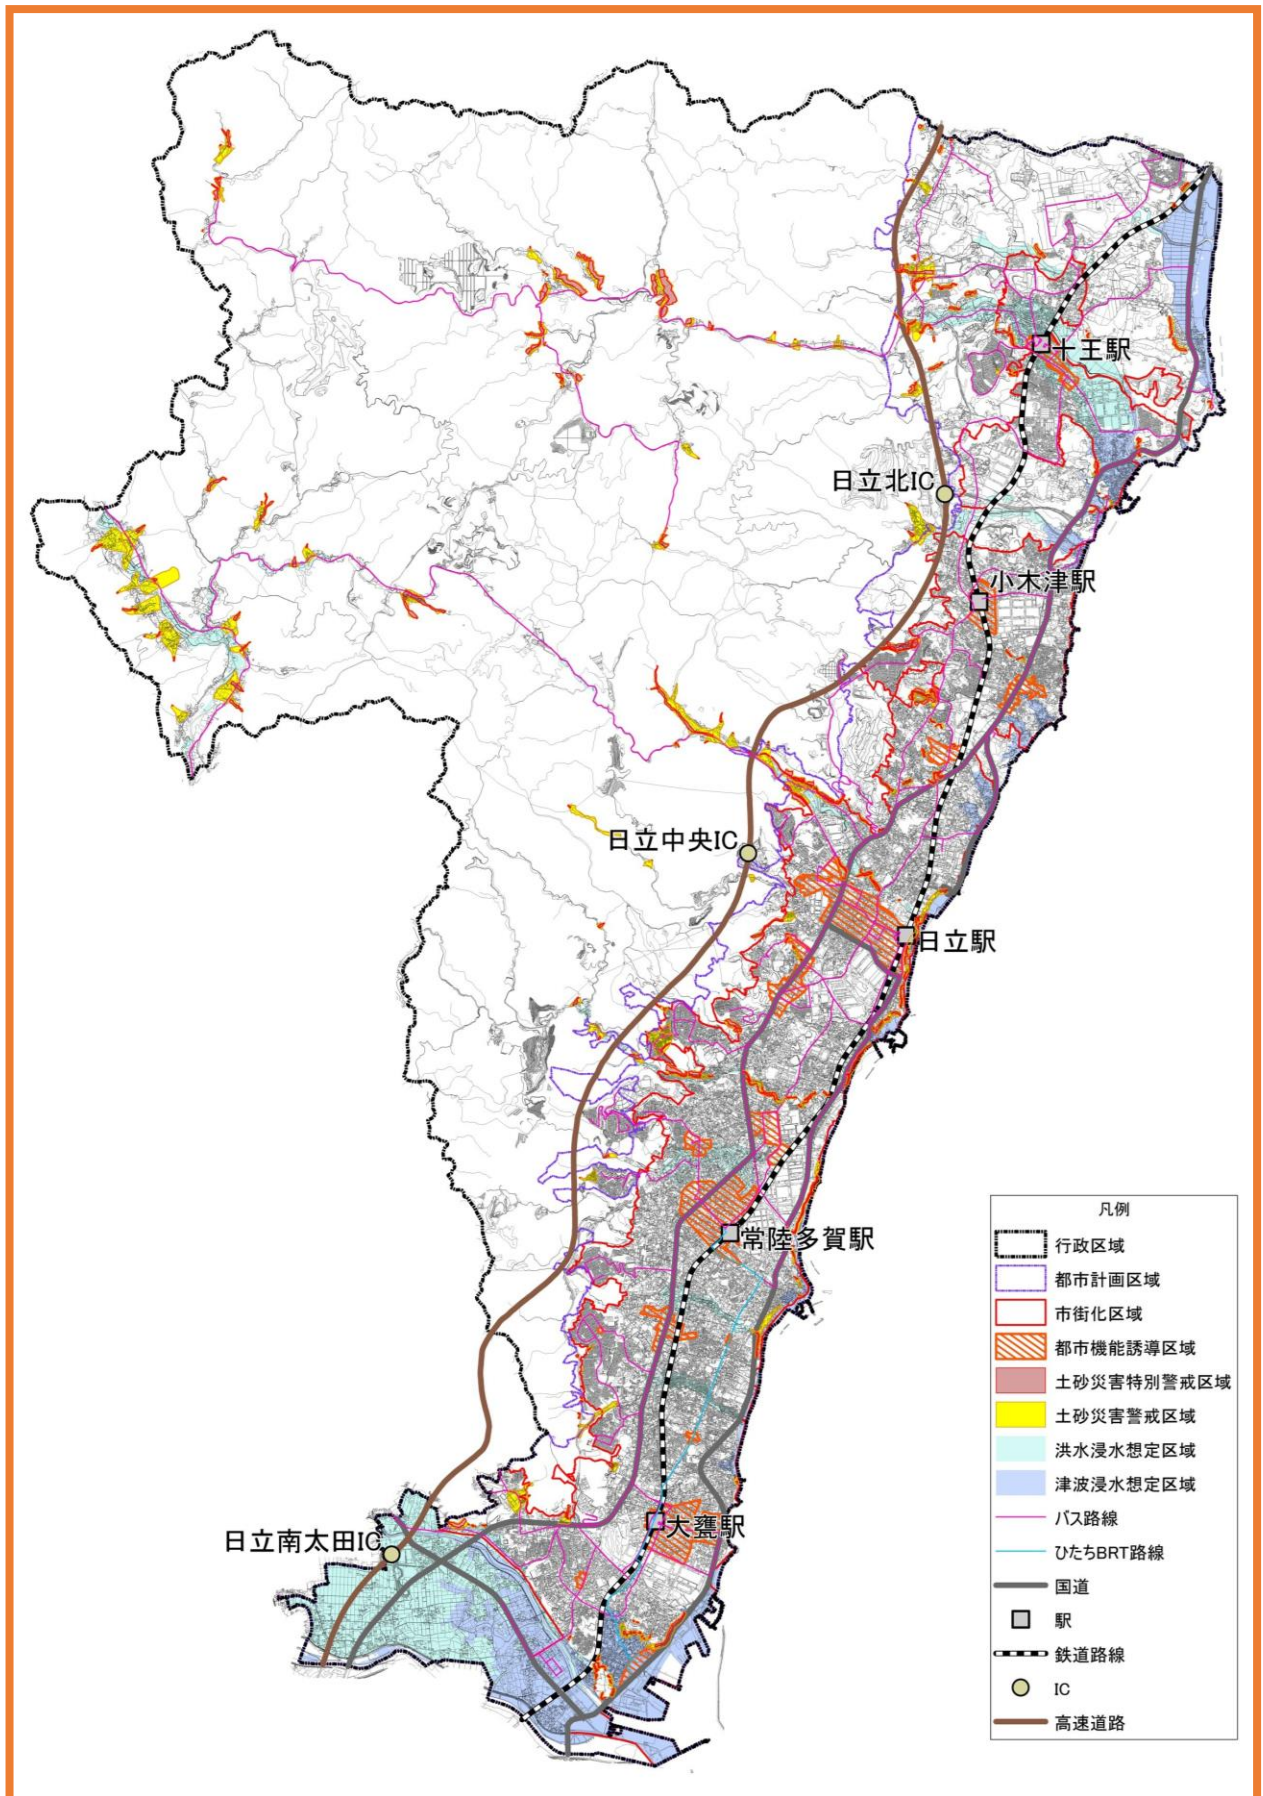 十王駅
日立北IC
小木津駅
日立中央IC
日立駅
常陸多賀駅
大甕駅
日立南太田IC
凡例
行政区域
都市計画区域
市街化区域
都市機能誘導区域
土砂災害特別警戒区域
土砂災害警戒区域
洪水浸水想定区域
津波浸水想定区域
バス路線
ひたちBRT路線
国道
駅
鉄道路線
IC
高速道路